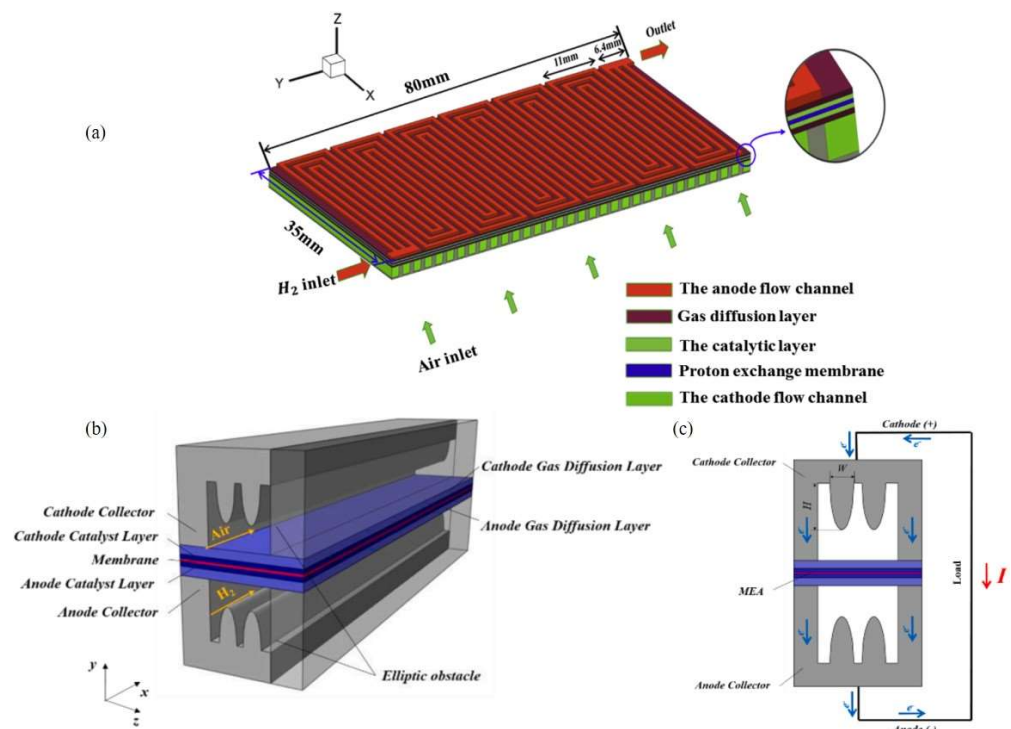 (a)
Z
Y
X
80mm
11mm
6.4mm
Outlet
35mm
H₂ inlet
Air inlet
The anode flow channel
Gas diffusion layer
The catalytic layer
Proton exchange membrane
The cathode flow channel
(b)
Cathode Collector
Cathode Catalyst Layer
Membrane
Anode Catalyst Layer
Anode Collector
Air
H₂
Cathode Gas Diffusion Layer
Anode Gas Diffusion Layer
Elliptic obstacle
y
x
z
(c)
Cathode (+)
e⁻
e⁻
Cathode Collector
W
H
e⁻
e⁻
MEA
Load
I
e⁻
e⁻
Anode Collector
e⁻
e⁻